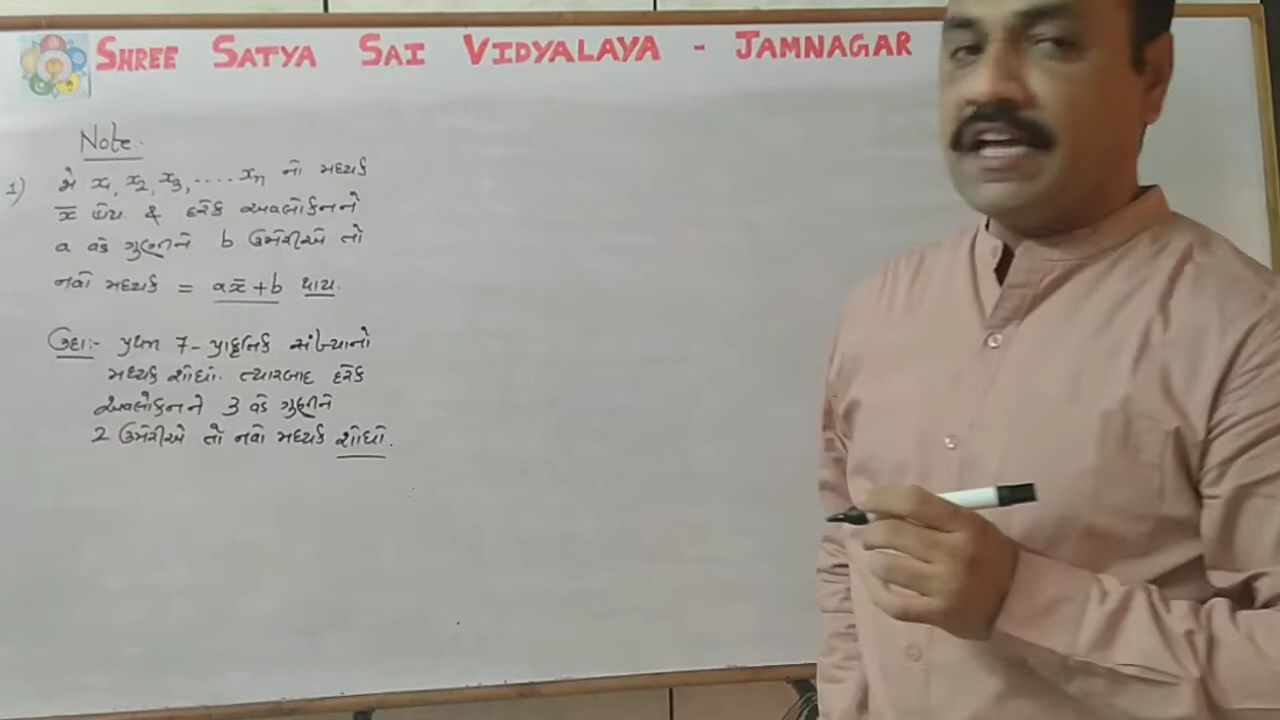 SHREE SATYA SAI VIDYALAYA - JAMNAGAR
Note.
1) જો x1, x2, x3, .... xn નો મધ્યક
x̄ હોય & દરેક અવલોકનને
a વડે ગુણીને b ઉમેરીએ તો
નવો મધ્યક = ax̄ + b થાય.
ઉદા:- પ્રથમ 7 - પ્રાકૃતિક સંખ્યાનો
મધ્યક શોધો. ત્યારબાદ દરેક
અવલોકનને 3 વડે ગુણીને
2 ઉમેરીએ તો નવો મધ્યક શોધો.